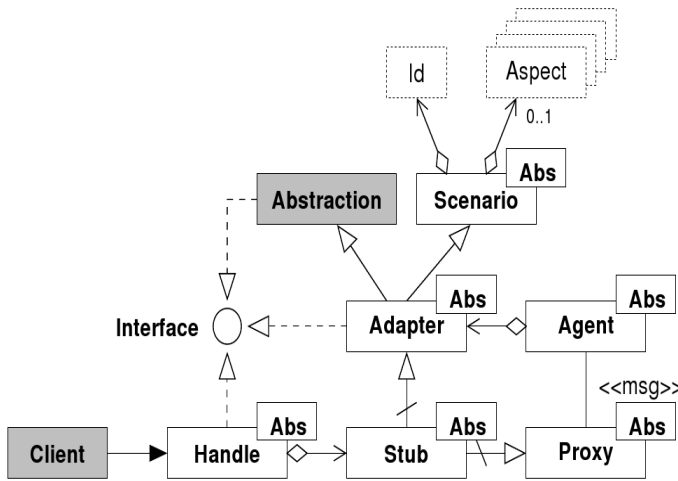 Id
Aspect
0..1
Abs
Abstraction
Scenario
Abs
Abs
Interface
Adapter
Agent
<<msg>>
Abs
Abs
Abs
Client
Handle
Stub
Proxy